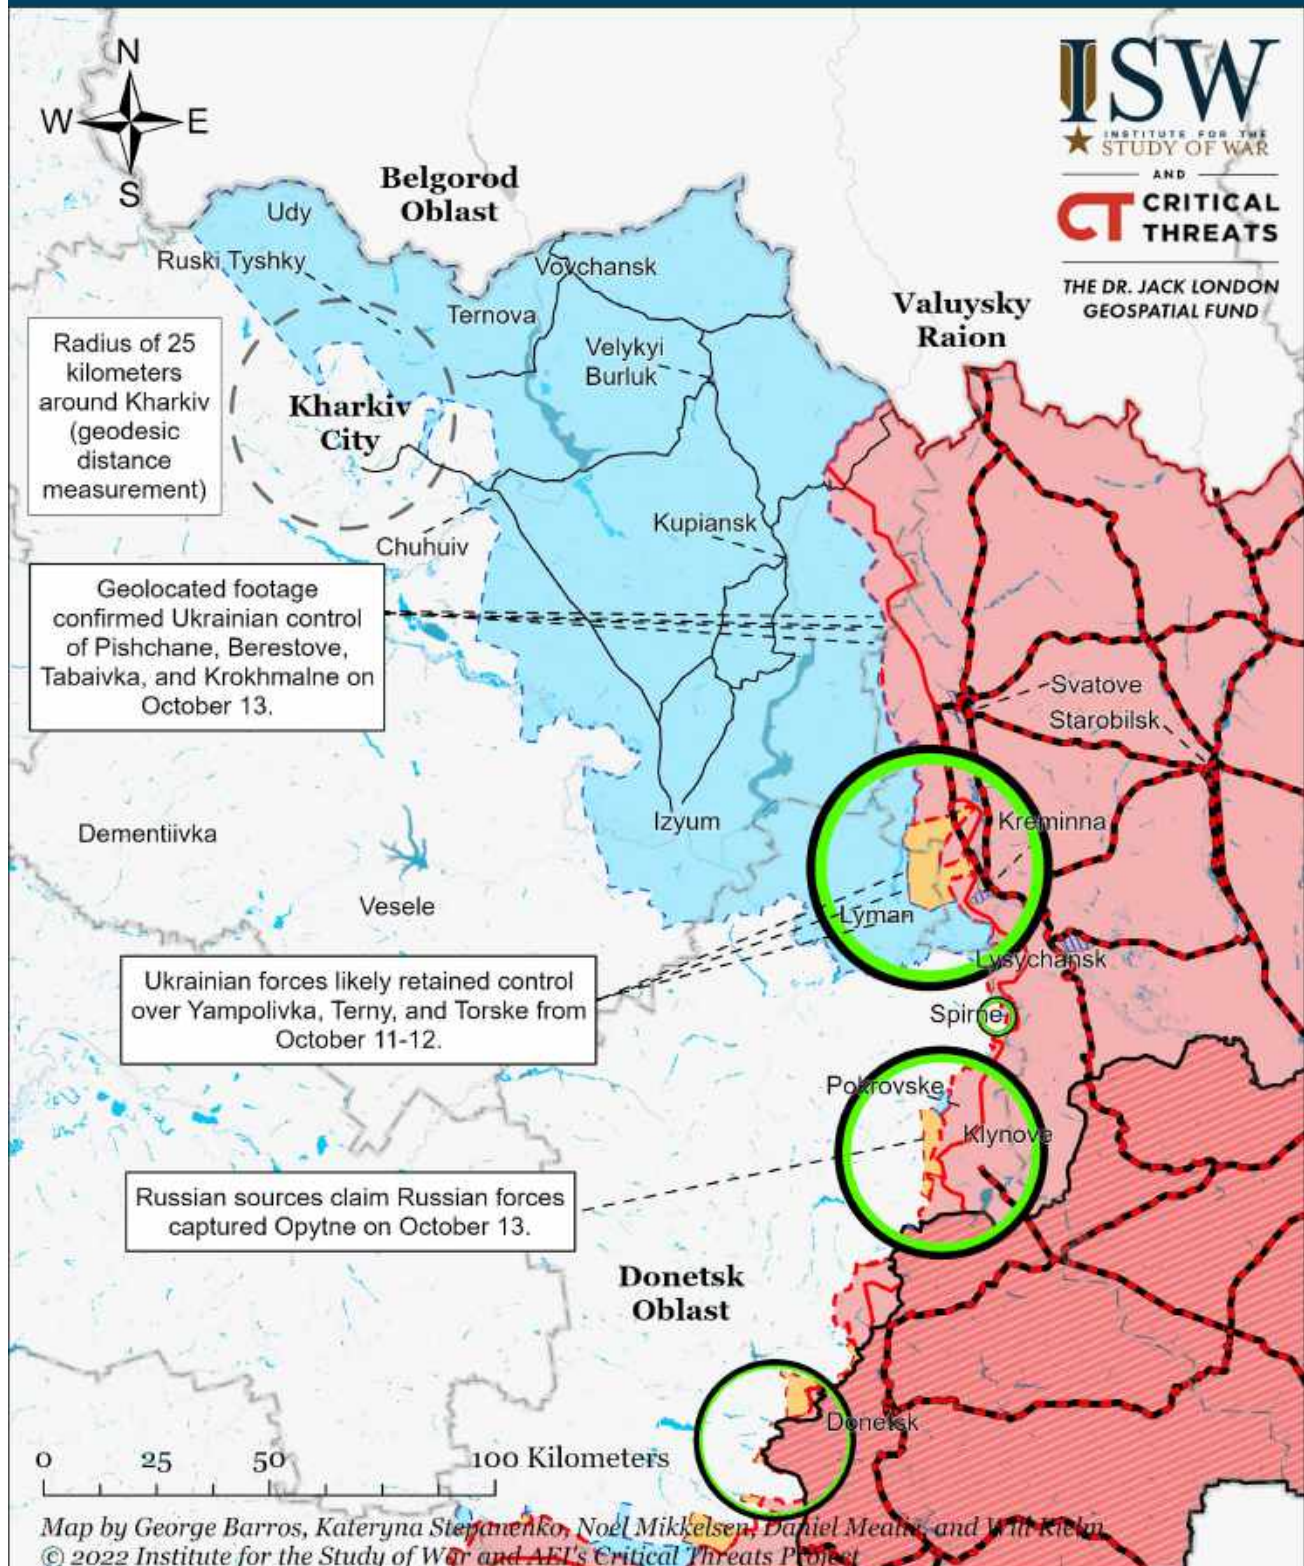 N
W E
S
ISW
INSTITUTE FOR THE
STUDY OF WAR
AND
CT CRITICAL
THREATS
THE DR. JACK LONDON
GEOSPATIAL FUND
Belgorod
Oblast
Udy
Ruski Tyshky
Vovchansk
Ternova
Valuysky
Raion
Velykyi
Burluk
Radius of 25
kilometers
around Kharkiv
(geodesic
distance
measurement)
Kharkiv
City
Kupiansk
Chuhuiv
Geolocated footage
confirmed Ukrainian control
of Pishchane, Berestove,
Tabaivka, and Krokhmalne on
October 13.
Svatove
Starobilsk
Izyum
Kreminna
Dementiivka
Vesele
Lyman
Lysychansk
Ukrainian forces likely retained control
over Yampolivka, Terny, and Torske from
October 11-12.
Spirne
Pokrovske
Klynove
Russian sources claim Russian forces
captured Opytne on October 13.
Donetsk
Oblast
Donetsk
0 25 50 100 Kilometers
Map by George Barros, Kateryna Stepanenko, Noel Mikkelsen, Daniel Mealie, and Will Kielm
© 2022 Institute for the Study of War and AEI's Critical Threats Project